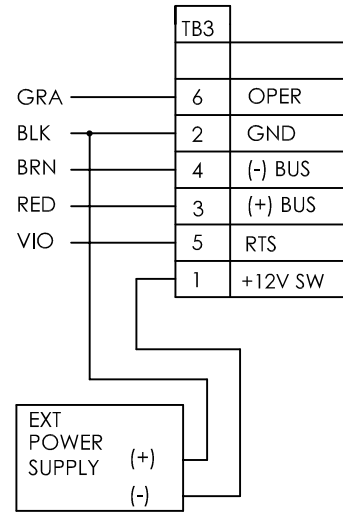 TB3
GRA 6 OPER
BLK 2 GND
BRN 4 (-) BUS
RED 3 (+) BUS
VIO 5 RTS
1 +12V SW
EXT
POWER
SUPPLY (+)
(-)